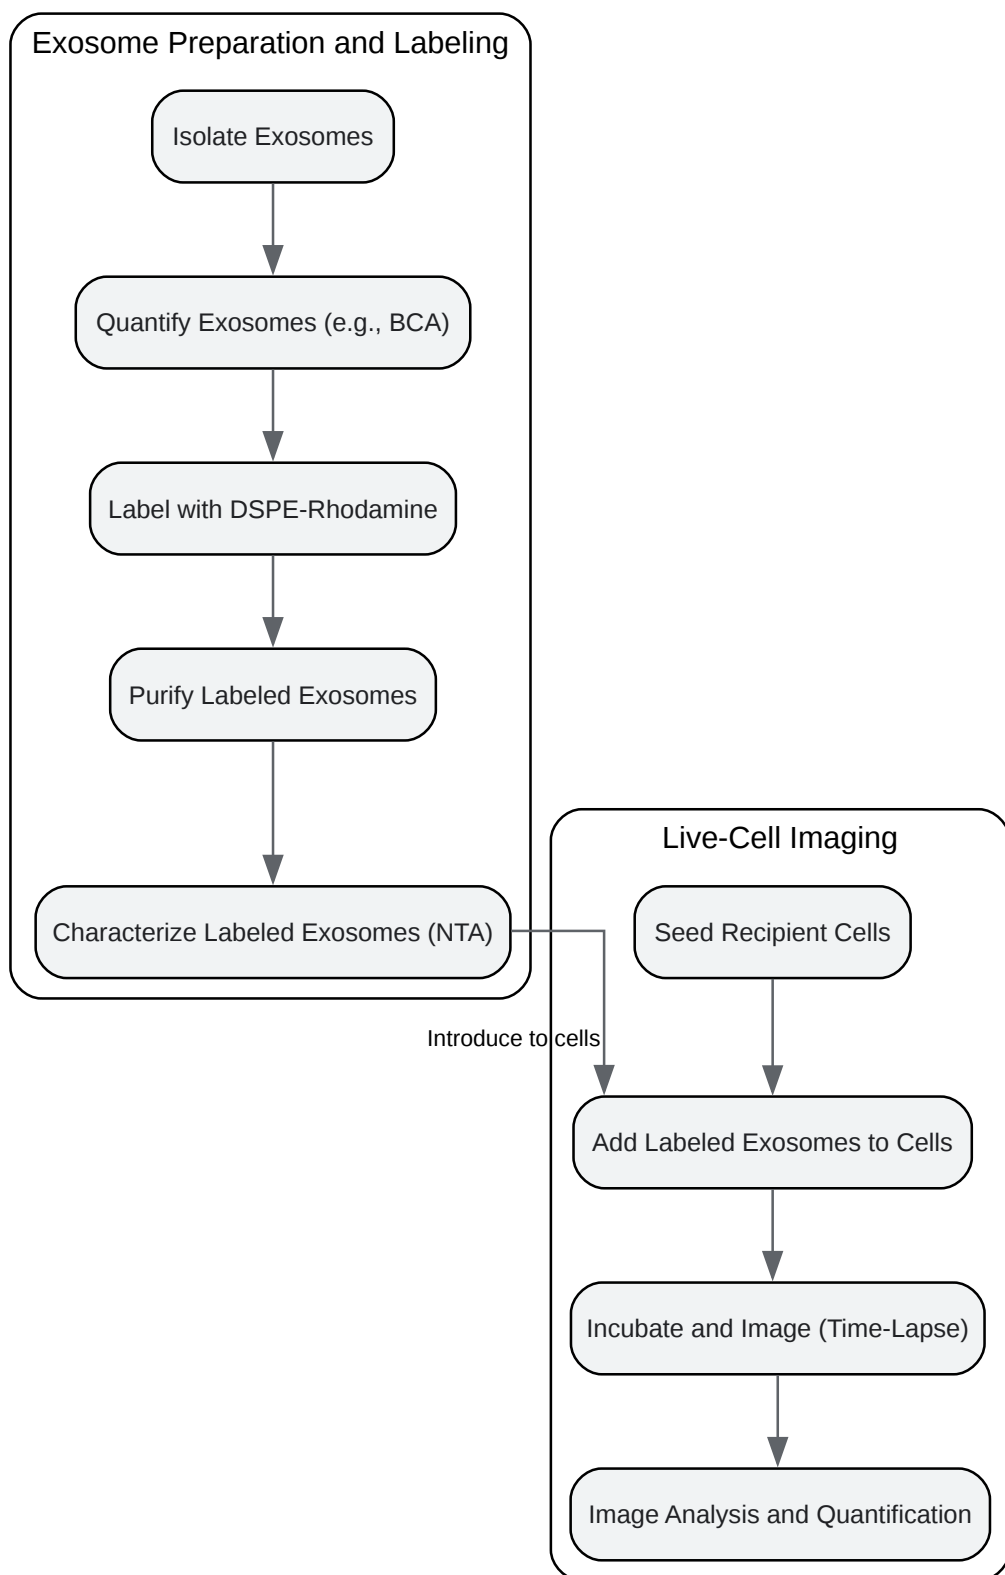 Exosome Preparation and Labeling
Isolate Exosomes
Quantify Exosomes (e.g., BCA)
Label with DSPE-Rhodamine
Purify Labeled Exosomes
Characterize Labeled Exosomes (NTA)
Introduce to cells
Live-Cell Imaging
Seed Recipient Cells
Add Labeled Exosomes to Cells
Incubate and Image (Time-Lapse)
Image Analysis and Quantification